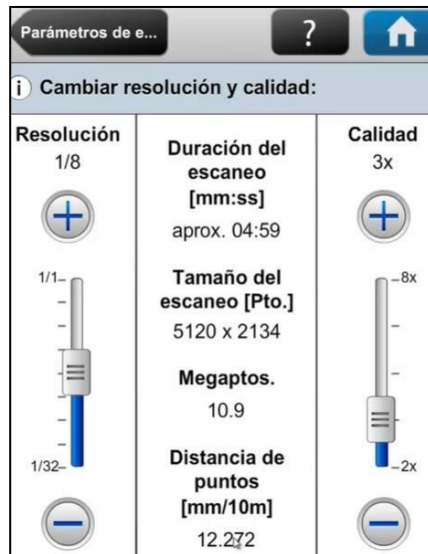 Parámetros de e...
?
i Cambiar resolución y calidad:
Resolución
1/8
1/1
1/32
Duración del
escaneo
[mm:ss]
aprox. 04:59
Tamaño del
escaneo [Pto.]
5120 x 2134
Megaptos.
10.9
Distancia de
puntos
[mm/10m]
12.272
Calidad
3x
8x
2x